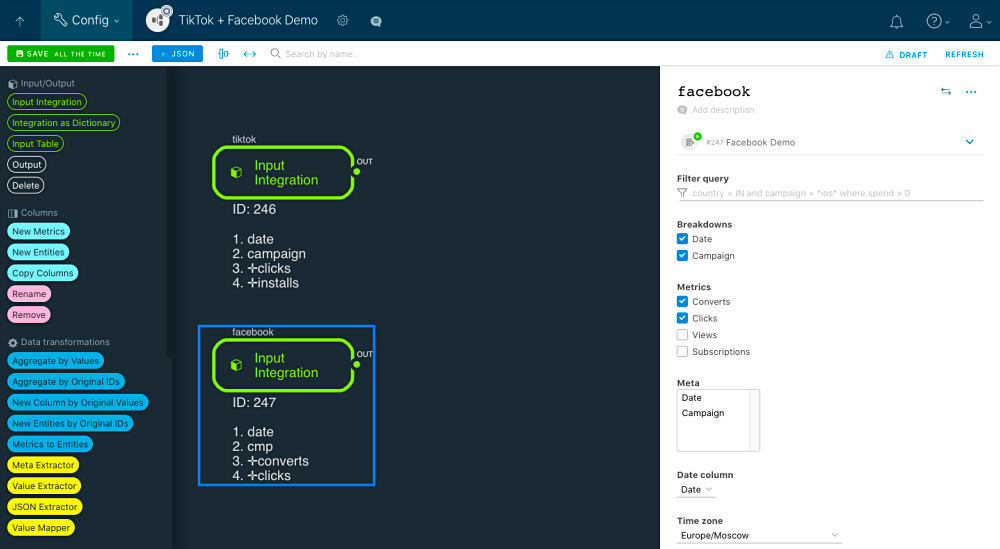 Config
TikTok + Facebook Demo
SAVE ALL THE TIME
...
← JSON
Search by name..
DRAFT
REFRESH
Input/Output
Input Integration
Integration as Dictionary
Input Table
Output
Delete
Columns
New Metrics
New Entities
Copy Columns
Rename
Remove
Data transformations
Aggregate by Values
Aggregate by Original IDs
New Column by Original Values
New Entities by Original IDs
Metrics to Entities
Meta Extractor
Value Extractor
JSON Extractor
Value Mapper
tiktok
Input
Integration
OUT
ID: 246
1. date
2. campaign
3. ✛clicks
4. ✛installs
facebook
Input
Integration
OUT
ID: 247
1. date
2. cmp
3. ✛converts
4. ✛clicks
facebook
Add description
#247 Facebook Demo
Filter query
country = IN and campaign = *ios* where spend > 0
Breakdowns
Date
Campaign
Metrics
Converts
Clicks
Views
Subscriptions
Meta
Date
Campaign
Date column
Date
Time zone
Europe/Moscow